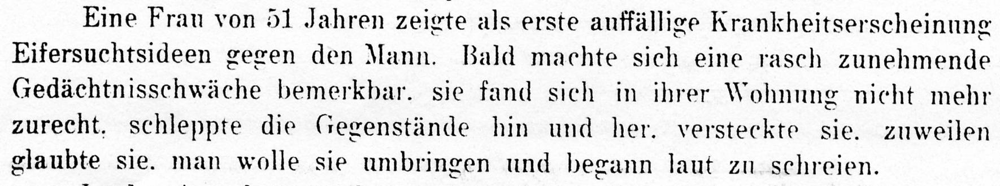 Eine Frau von 51 Jahren zeigte als erste auffällige Krankheitserscheinung
Eifersuchtsideen gegen den Mann. Bald machte sich eine rasch zunehmende
Gedächtnisschwäche bemerkbar, sie fand sich in ihrer Wohnung nicht mehr
zurecht, schleppte die Gegenstände hin und her, versteckte sie, zuweilen
glaubte sie, man wolle sie umbringen und begann laut zu schreien.